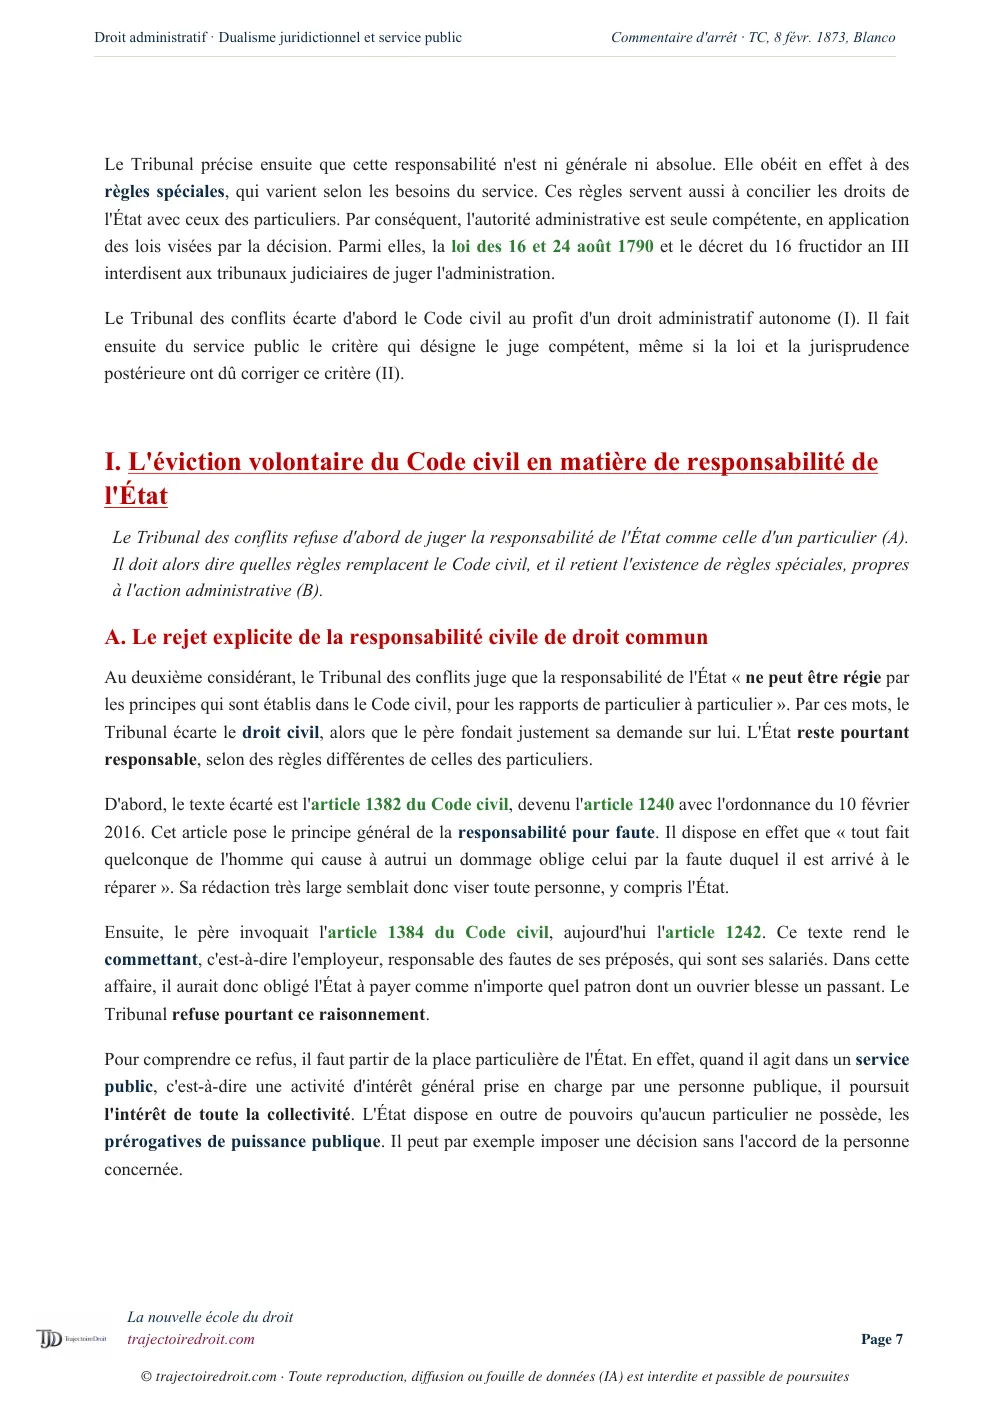 Droit administratif · Dualisme juridictionnel et service public
Commentaire d'arrêt · TC, 8 févr. 1873, Blanco
Le Tribunal précise ensuite que cette responsabilité n'est ni générale ni absolue. Elle obéit en effet à des
règles spéciales, qui varient selon les besoins du service. Ces règles servent aussi à concilier les droits de
l'État avec ceux des particuliers. Par conséquent, l'autorité administrative est seule compétente, en application
des lois visées par la décision. Parmi elles, la loi des 16 et 24 août 1790 et le décret du 16 fructidor an III
interdisent aux tribunaux judiciaires de juger l'administration.
Le Tribunal des conflits écarte d'abord le Code civil au profit d'un droit administratif autonome (I). Il fait
ensuite du service public le critère qui désigne le juge compétent, même si la loi et la jurisprudence
postérieure ont dû corriger ce critère (II).
I. L'éviction volontaire du Code civil en matière de responsabilité de
l'État
Le Tribunal des conflits refuse d'abord de juger la responsabilité de l'État comme celle d'un particulier (A).
Il doit alors dire quelles règles remplacent le Code civil, et il retient l'existence de règles spéciales, propres
à l'action administrative (B).
A. Le rejet explicite de la responsabilité civile de droit commun
Au deuxième considérant, le Tribunal des conflits juge que la responsabilité de l'État « ne peut être régie par
les principes qui sont établis dans le Code civil, pour les rapports de particulier à particulier ». Par ces mots, le
Tribunal écarte le droit civil, alors que le père fondait justement sa demande sur lui. L'État reste pourtant
responsable, selon des règles différentes de celles des particuliers.
D'abord, le texte écarté est l'article 1382 du Code civil, devenu l'article 1240 avec l'ordonnance du 10 février
2016. Cet article pose le principe général de la responsabilité pour faute. Il dispose en effet que « tout fait
quelconque de l'homme qui cause à autrui un dommage oblige celui par la faute duquel il est arrivé à le
réparer ». Sa rédaction très large semblait donc viser toute personne, y compris l'État.
Ensuite, le père invoquait l'article 1384 du Code civil, aujourd'hui l'article 1242. Ce texte rend le
commettant, c'est-à-dire l'employeur, responsable des fautes de ses préposés, qui sont ses salariés. Dans cette
affaire, il aurait donc obligé l'État à payer comme n'importe quel patron dont un ouvrier blesse un passant. Le
Tribunal refuse pourtant ce raisonnement.
Pour comprendre ce refus, il faut partir de la place particulière de l'État. En effet, quand il agit dans un service
public, c'est-à-dire une activité d'intérêt général prise en charge par une personne publique, il poursuit
l'intérêt de toute la collectivité. L'État dispose en outre de pouvoirs qu'aucun particulier ne possède, les
prérogatives de puissance publique. Il peut par exemple imposer une décision sans l'accord de la personne
concernée.
La nouvelle école du droit
TJD TrajectoireDroit
trajectoiredroit.com
Page 7
© trajectoiredroit.com · Toute reproduction, diffusion ou fouille de données (IA) est interdite et passible de poursuites